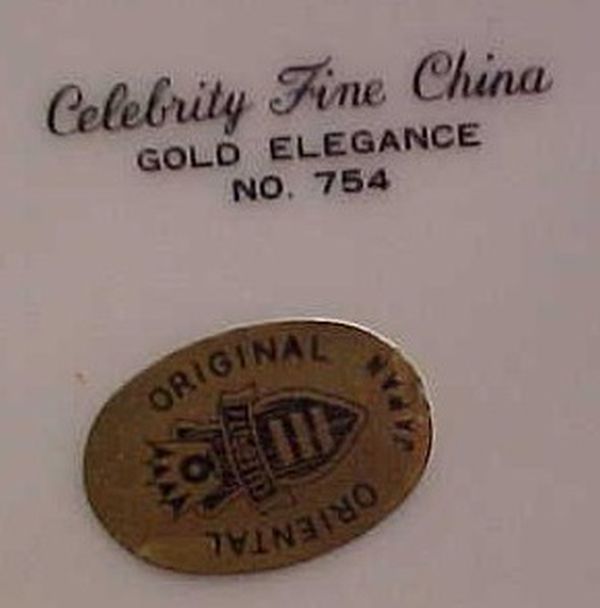 Celebrity Fine China
GOLD ELEGANCE
NO. 754
ORIGINAL
JAPAN
ORIENTAL